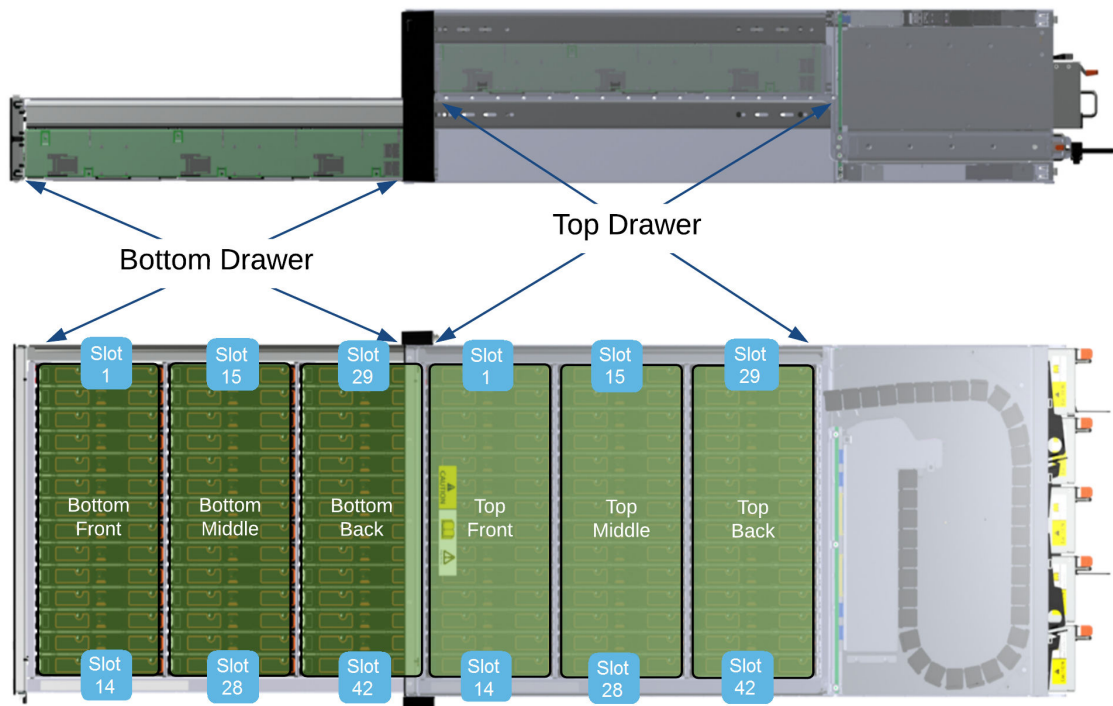 Top Drawer
Bottom Drawer
Slot
1
Slot
15
Slot
29
Slot
1
Slot
15
Slot
29
CAUTION
Bottom
Front
Bottom
Middle
Bottom
Back
Top
Front
Top
Middle
Top
Back
Slot
14
Slot
28
Slot
42
Slot
14
Slot
28
Slot
42